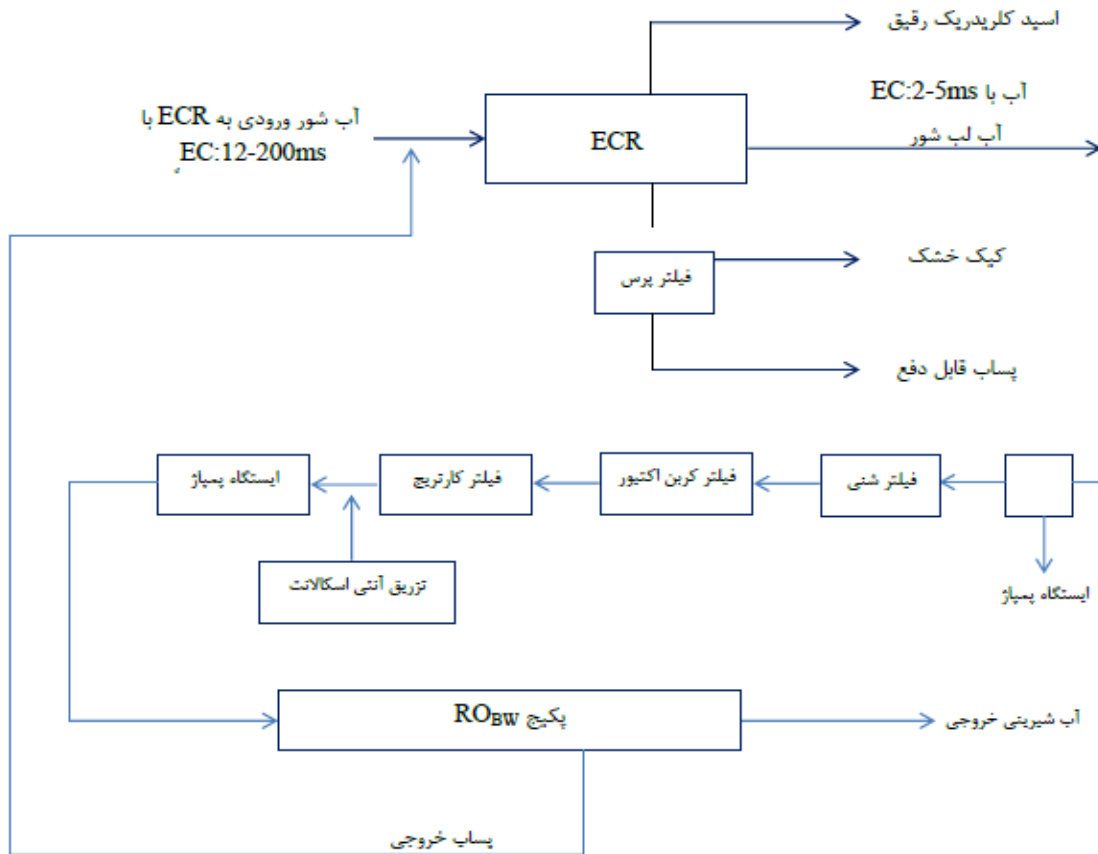 اسید کلریدریک رقیق
آب با EC:2-5ms
آب شور ورودی به ECR با
EC:12-200ms
ECR
آب لب شور
کیک خشک
فیلتر پرس
پساب قابل دفع
فیلتر شنی
فیلتر کربن اکتیور
فیلتر کارتریج
ایستگاه پمپاژ
تزریق آنتی اسکالانت
ایستگاه پمپاژ
پکیج ROBW
آب شیرینی خروجی
پساب خروجی